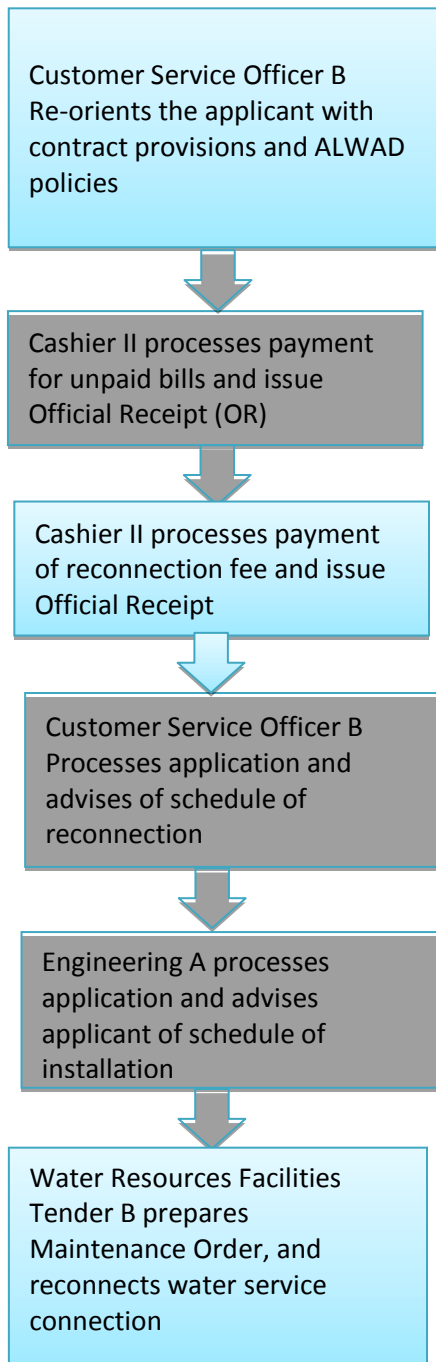 Customer Service Officer B
Re-orients the applicant with
contract provisions and ALWAD
policies
Cashier II processes payment
for unpaid bills and issue
Official Receipt (OR)
Cashier II processes payment
of reconnection fee and issue
Official Receipt
Customer Service Officer B
Processes application and
advises of schedule of
reconnection
Engineering A processes
application and advises
applicant of schedule of
installation
Water Resources Facilities
Tender B prepares
Maintenance Order, and
reconnects water service
connection